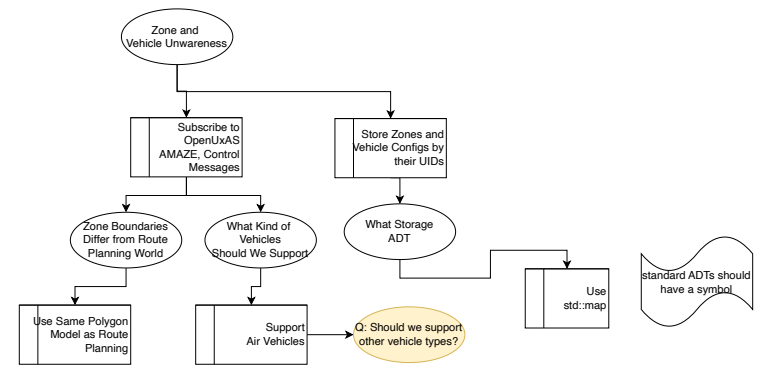 Zone and
Vehicle Unwareness
Subscribe to
OpenUxAS
AMAZE, Control
Messages
Store Zones and
Vehicle Configs by
their UIDs
Zone Boundaries
Differ from Route
Planning World
What Kind of
Vehicles
Should We Support
What Storage
ADT
standard ADTs should
have a symbol
Use
std::map
Use Same Polygon
Model as Route
Planning
Support
Air Vehicles
Q: Should we support
other vehicle types?